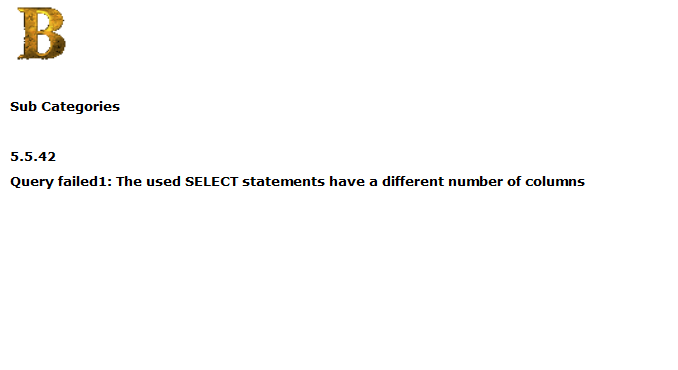 B
Sub Categories
5.5.42
Query failed1: The used SELECT statements have a different number of columns